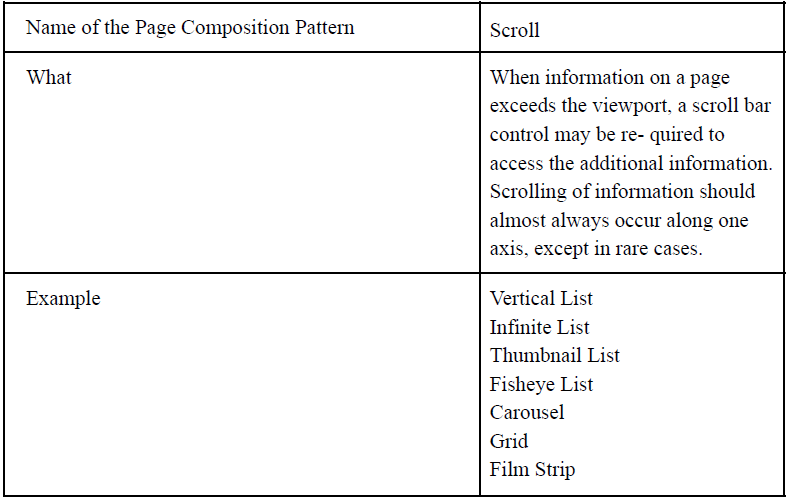 Name of the Page Composition Pattern
Scroll
What
When information on a page
exceeds the viewport, a scroll bar
control may be re- quired to
access the additional information.
Scrolling of information should
almost always occur along one
axis, except in rare cases.
Example
Vertical List
Infinite List
Thumbnail List
Fisheye List
Carousel
Grid
Film Strip